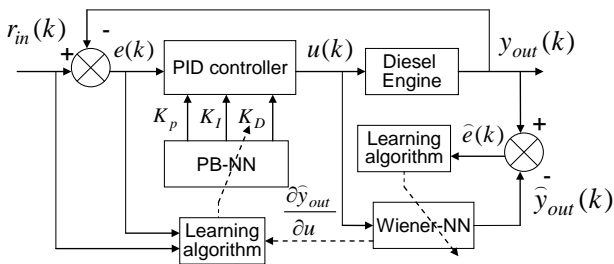 r_in(k)
+
-
e(k)
PID controller
u(k)
Diesel
Engine
y_out(k)
K_p
K_I
K_D
PB-NN
Learning
algorithm
ê(k)
+
-
Learning
algorithm
∂ŷ_out
∂u
Wiener-NN
ŷ_out(k)